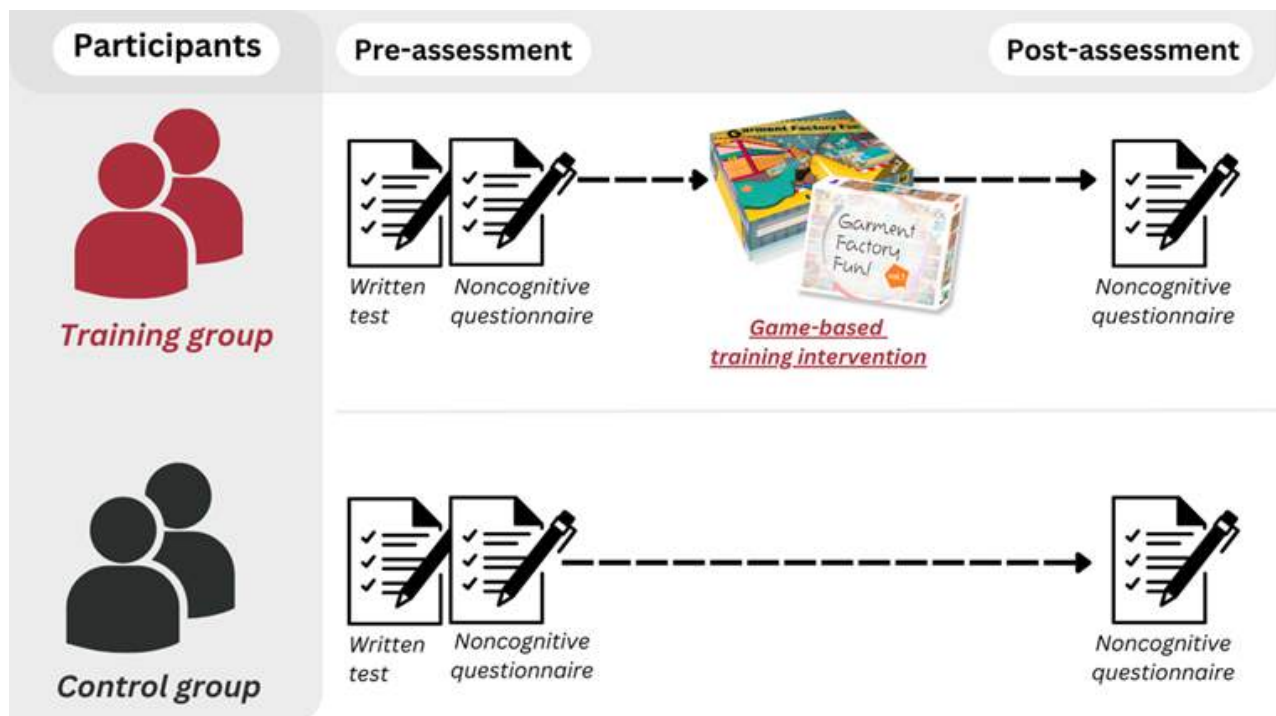 Participants
Pre-assessment
Post-assessment
Garment Factory Fun
Garment
Factory
Fun!
Written
test
Noncognitive
questionnaire
Noncognitive
questionnaire
Training group
Game-based
training intervention
Written
test
Noncognitive
questionnaire
Noncognitive
questionnaire
Control group